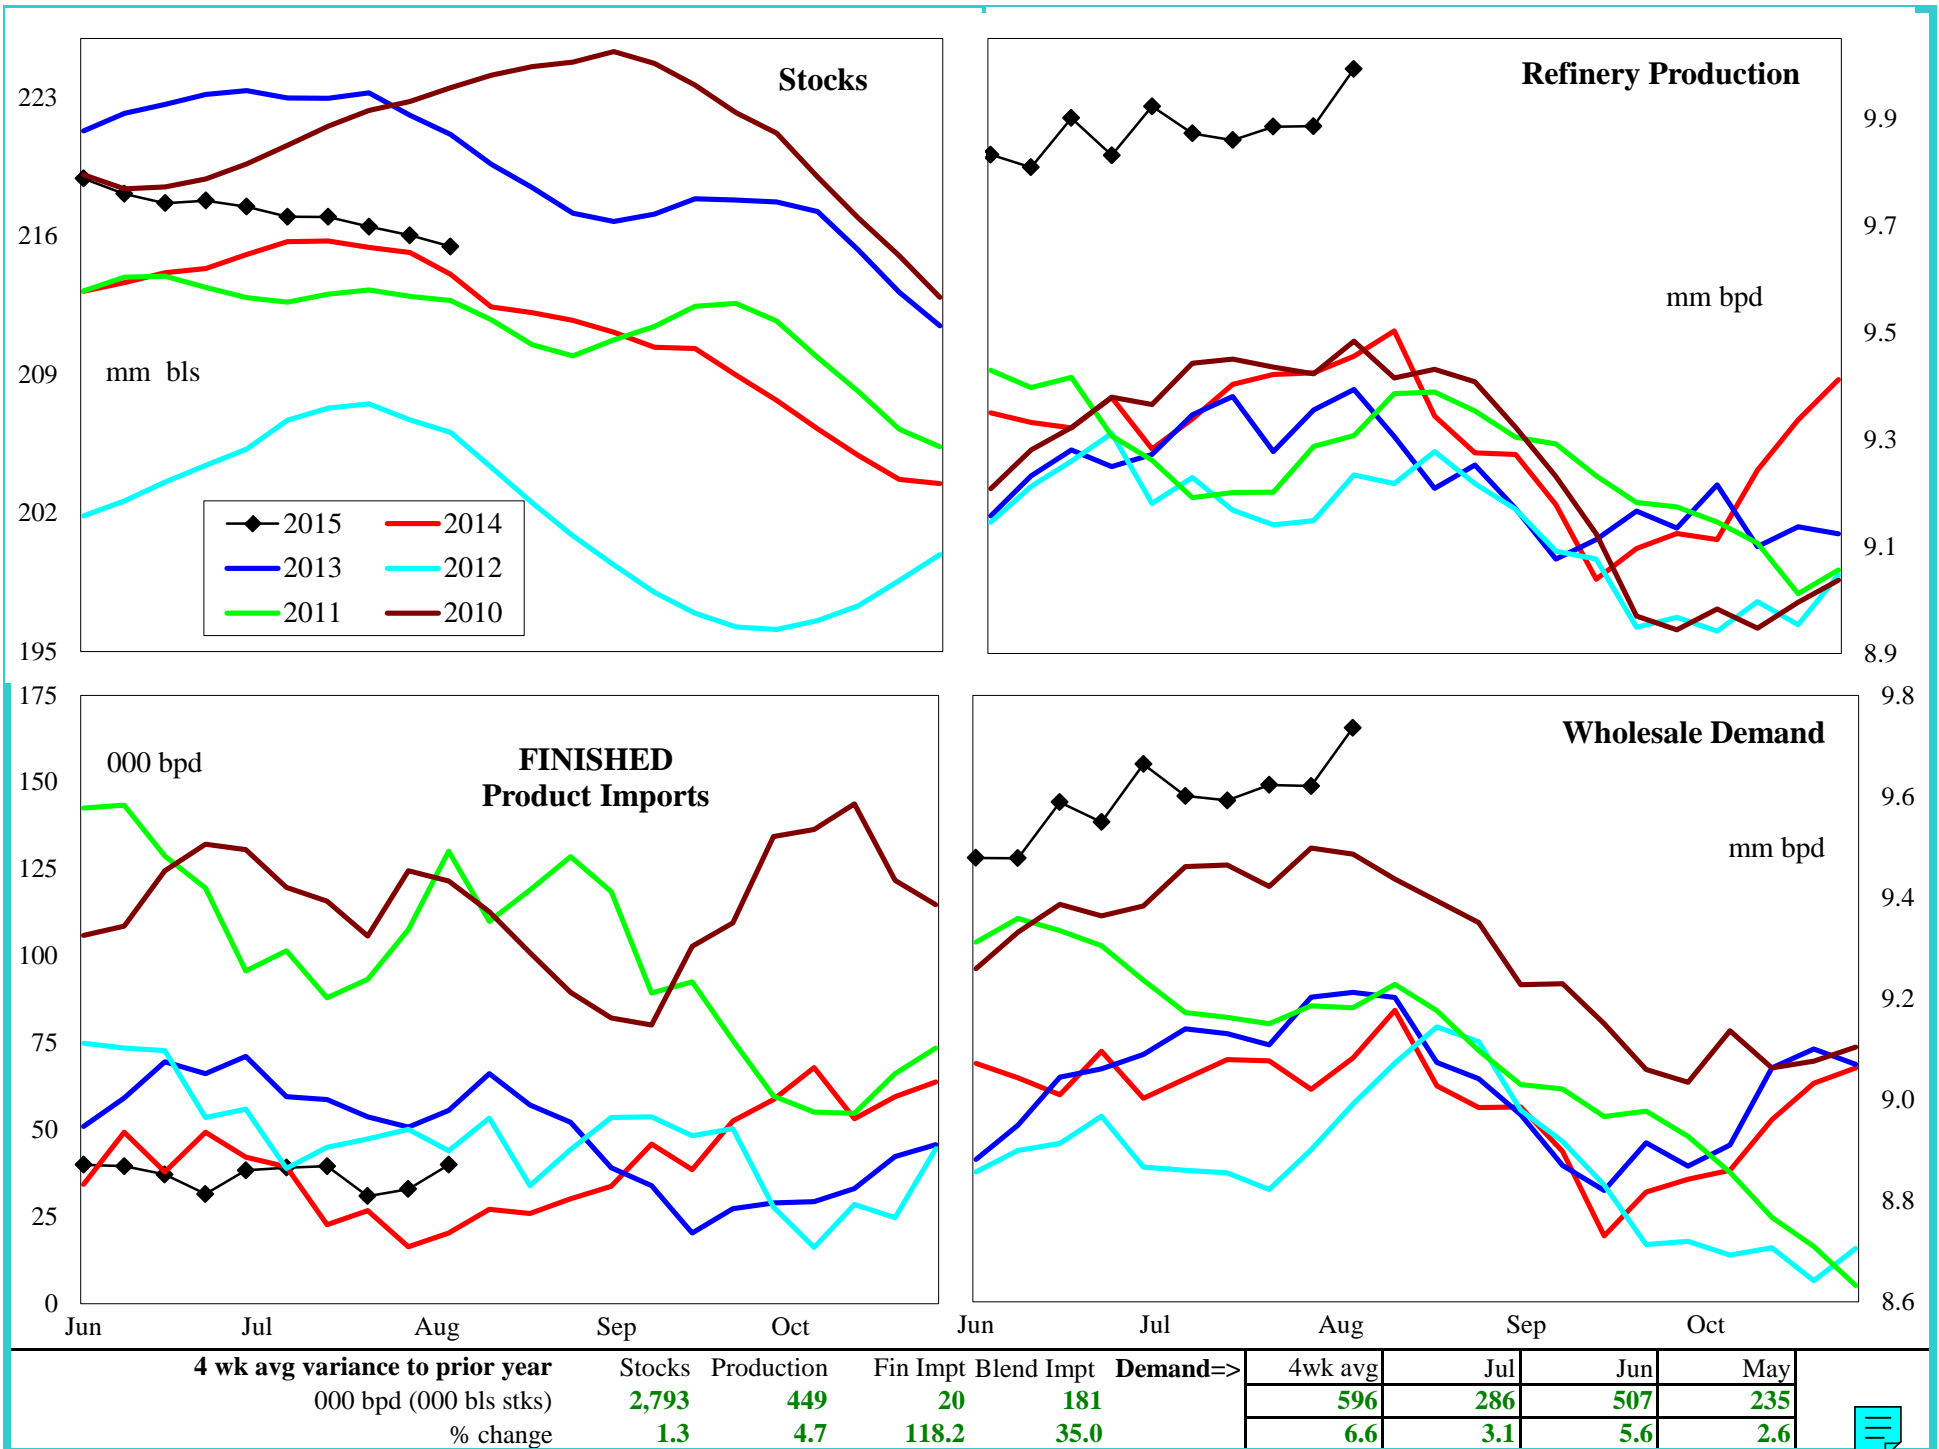 Stocks
223
216
209
202
195
mm bls
2015 2014
2013 2012
2011 2010
Refinery Production
mm bpd
9.9
9.7
9.5
9.3
9.1
8.9
FINISHED
Product Imports
000 bpd
175
150
125
100
75
50
25
0
Jun Jul Aug Sep Oct
Wholesale Demand
mm bpd
9.8
9.6
9.4
9.2
9.0
8.8
8.6
Jun Jul Aug Sep Oct
4 wk avg variance to prior year Stocks Production Fin Impt Blend Impt Demand=> 4wk avg Jul Jun May
000 bpd (000 bls stks) 2,793 449 20 181 596 286 507 235
% change 1.3 4.7 118.2 35.0 6.6 3.1 5.6 2.6